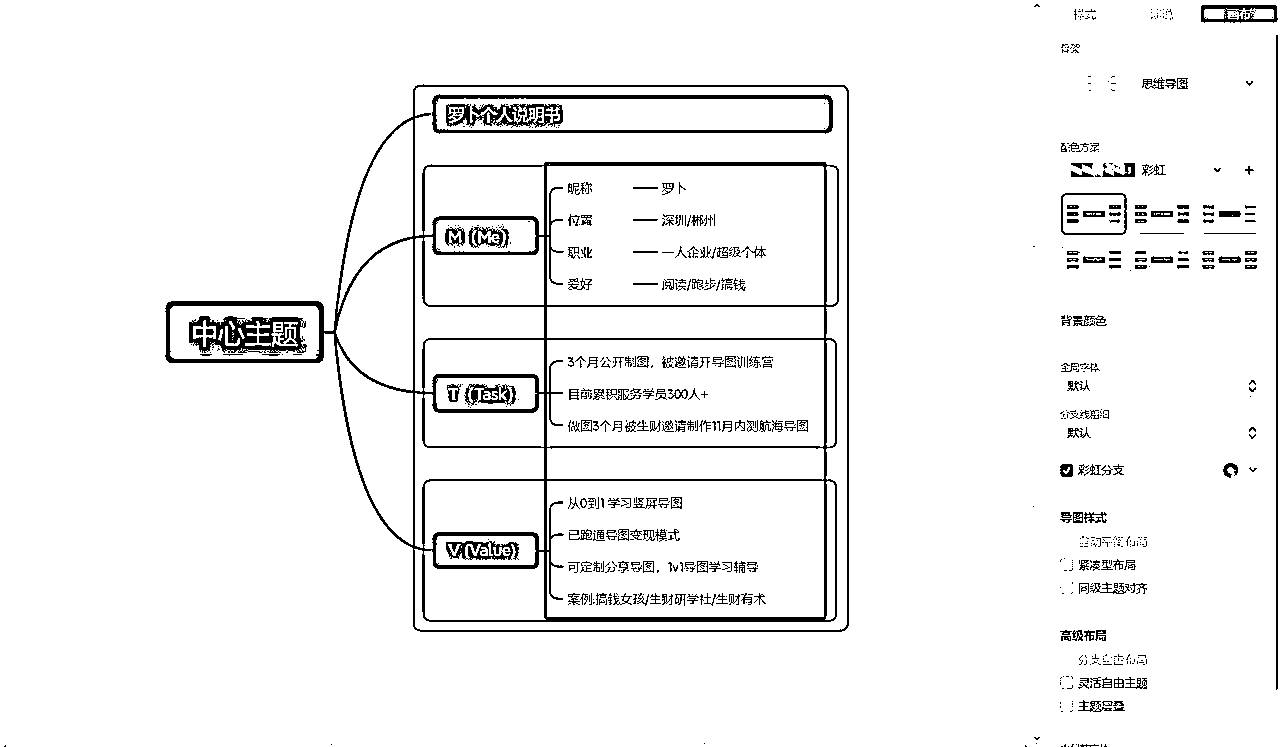 样式
画布
骨架
思维导图
配色方案
彩虹
背景颜色
全局字体
默认
分支线粗细
默认
彩虹分支
导图样式
自动平衡布局
紧凑型布局
同级主题对齐
高级布局
分支自由布局
灵活自由主题
主题层叠
中心主题
罗卜个人说明书
M (Me)
昵称 罗卜
位置 深圳/郴州
职业 一人企业/超级个体
爱好 阅读/跑步/搞钱
T (Task)
3个月公开制图，被邀请开导图训练营
目前累积服务学员300人+
做图3个月被生财邀请制作11月内测航海导图
V (Value)
从0到1学习竖屏导图
已跑通导图变现模式
可定制分享导图，1v1导图学习辅导
案例:搞钱女孩/生财研学社/生财有术